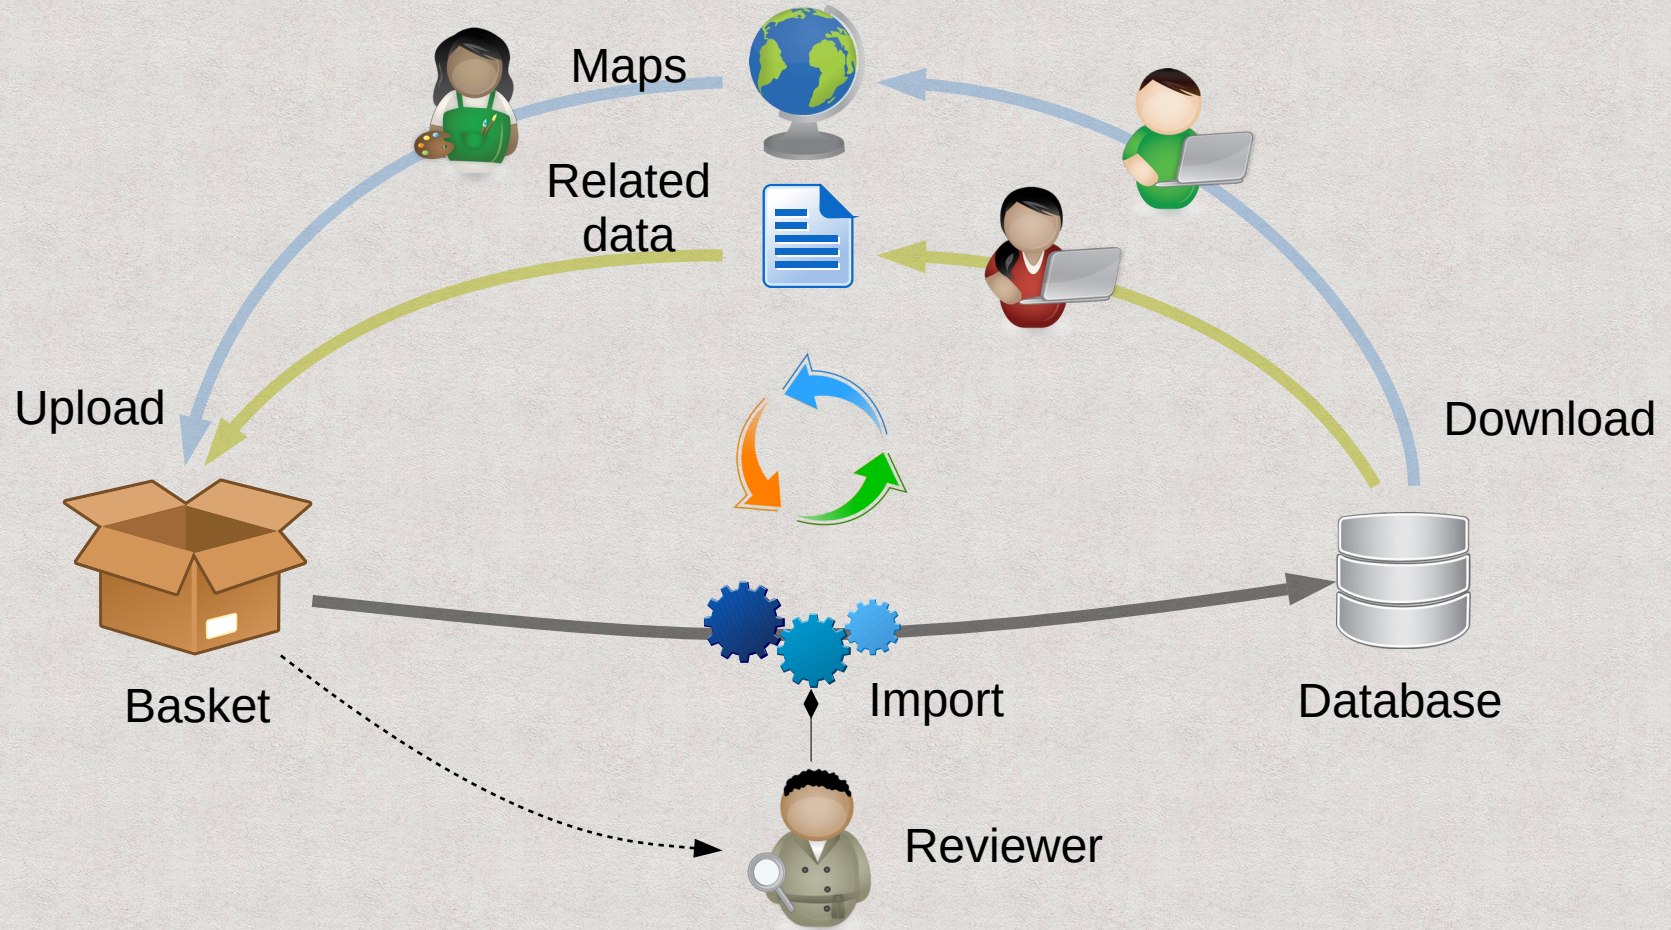 Maps
Related
data
Upload
Download
Basket
Import
Database
Reviewer